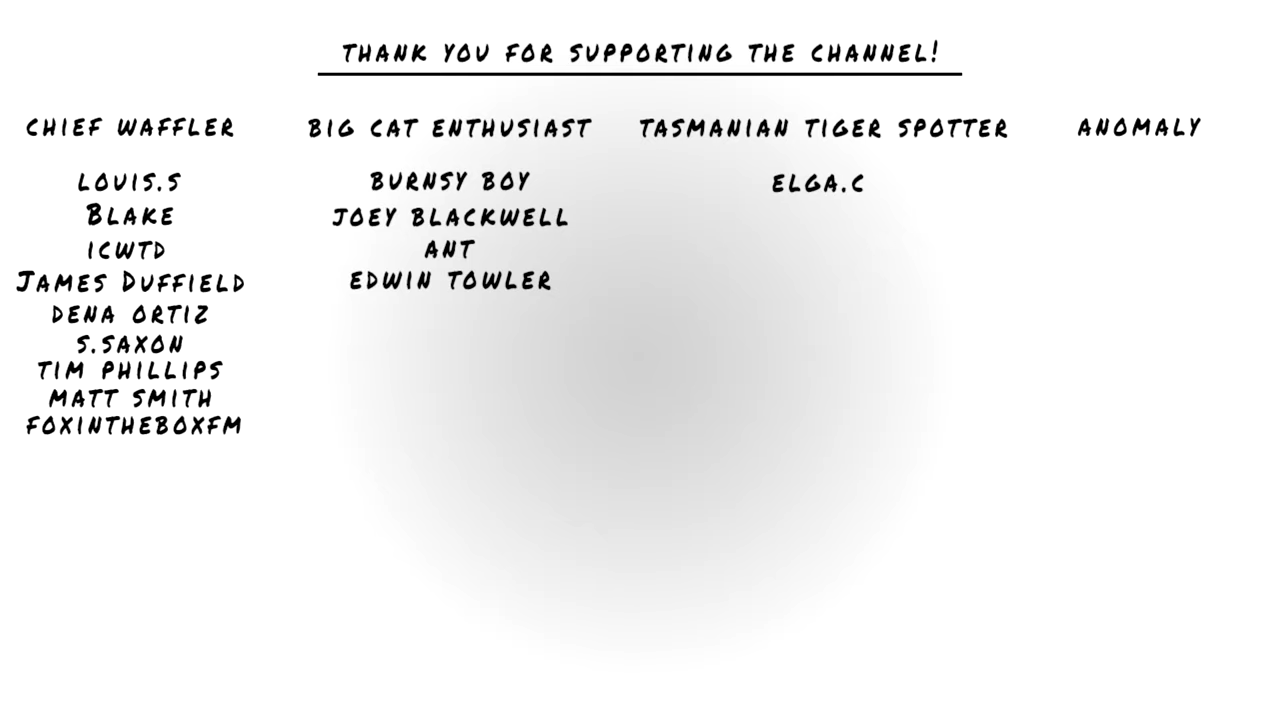 THANK YOU FOR SUPPORTING THE CHANNEL!
CHIEF WAFFLER
LOUIS.S
BLAKE
ICWTD
JAMES DUFFIELD
DENA ORTIZ
S.SAXON
TIM PHILLIPS
MATT SMITH
FOXINTHEBOXFM
BIG CAT ENTHUSIAST
BURNSY BOY
JOEY BLACKWELL
ANT
EDWIN TOWLER
TASMANIAN TIGER SPOTTER
ELGA.C
ANOMALY